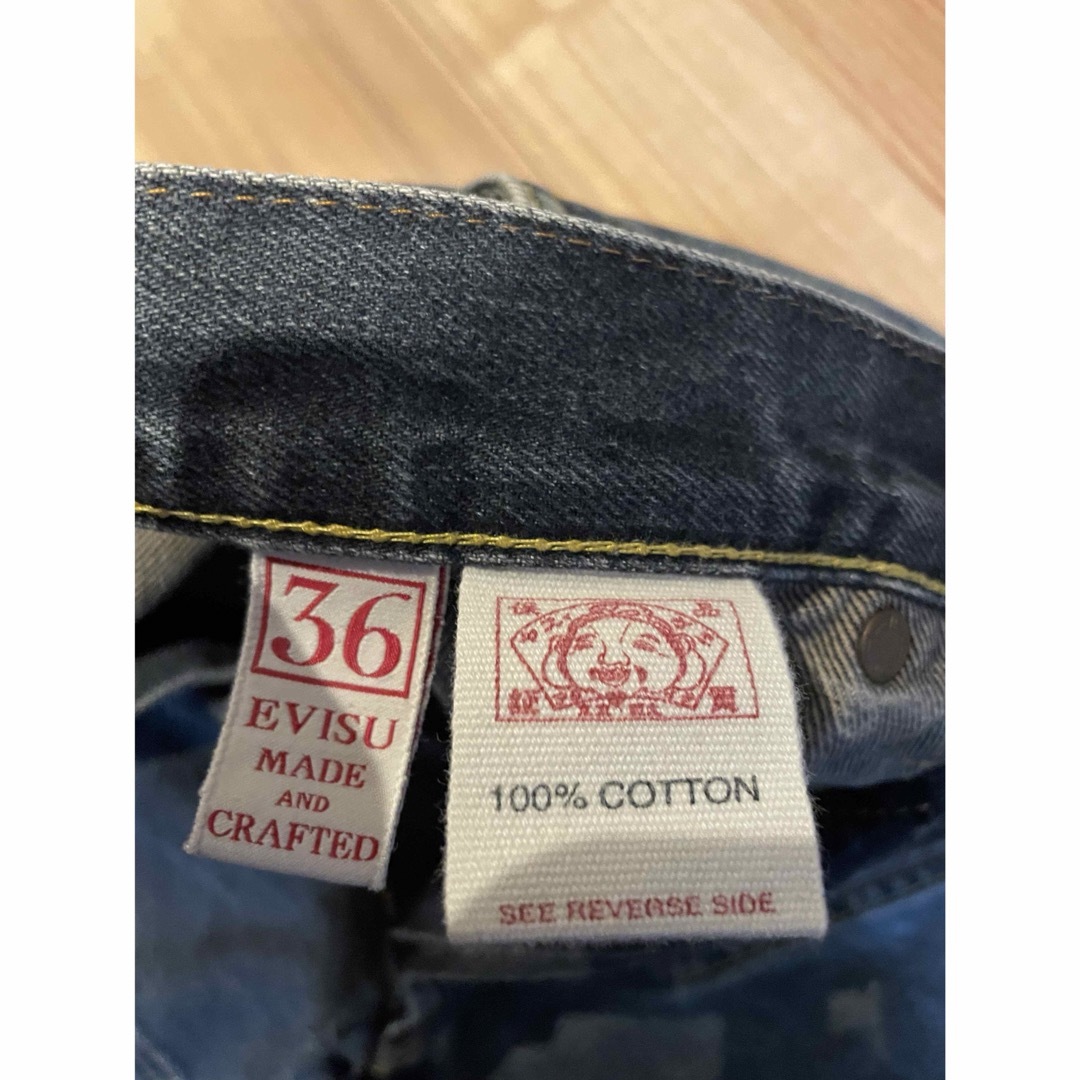 36
EVISU
MADE
AND
CRAFTED
100% COTTON
SEE REVERSE SIDE